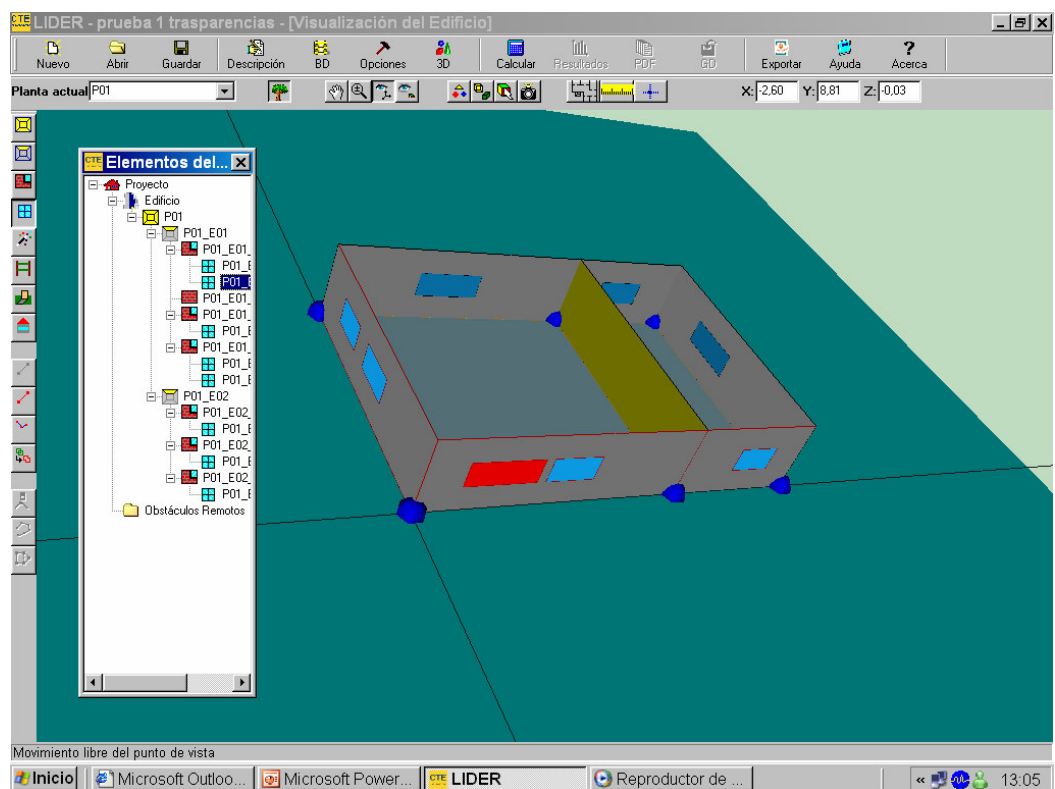 CTE LIDER - prueba 1 trasparencias - [Visualización del Edificio]
Nuevo Abrir Guardar Descripción BD Opciones 3D Calcular Resultados PDF GD Exportar Ayuda Acerca
Planta actual P01 X: -2,60 Y: 8,81 Z: -0,03
CTE Elementos del...
Proyecto
Edificio
P01
P01_E01
P01_E01_
P01_E
P01_E
P01_E01_
P01_E01_
P01_E
P01_E01_
P01_E
P01_E
P01_E02
P01_E02_
P01_E
P01_E02_
P01_E
P01_E02_
P01_E
Obstáculos Remotos
Movimiento libre del punto de vista
Inicio Microsoft Outloo... Microsoft Power... CTE LIDER Reproductor de ... « 13:05